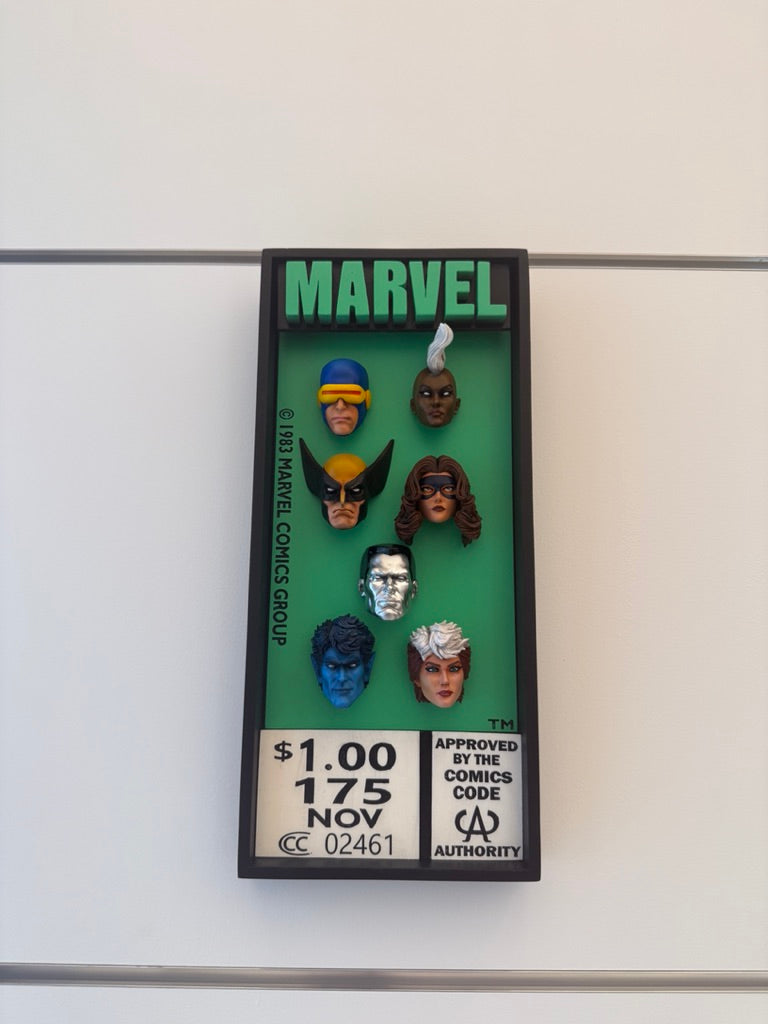 MARVEL
© 1983 MARVEL COMICS GROUP
TM
$1.00
175
NOV
CC 02461
APPROVED
BY THE
COMICS
CODE
CA
AUTHORITY